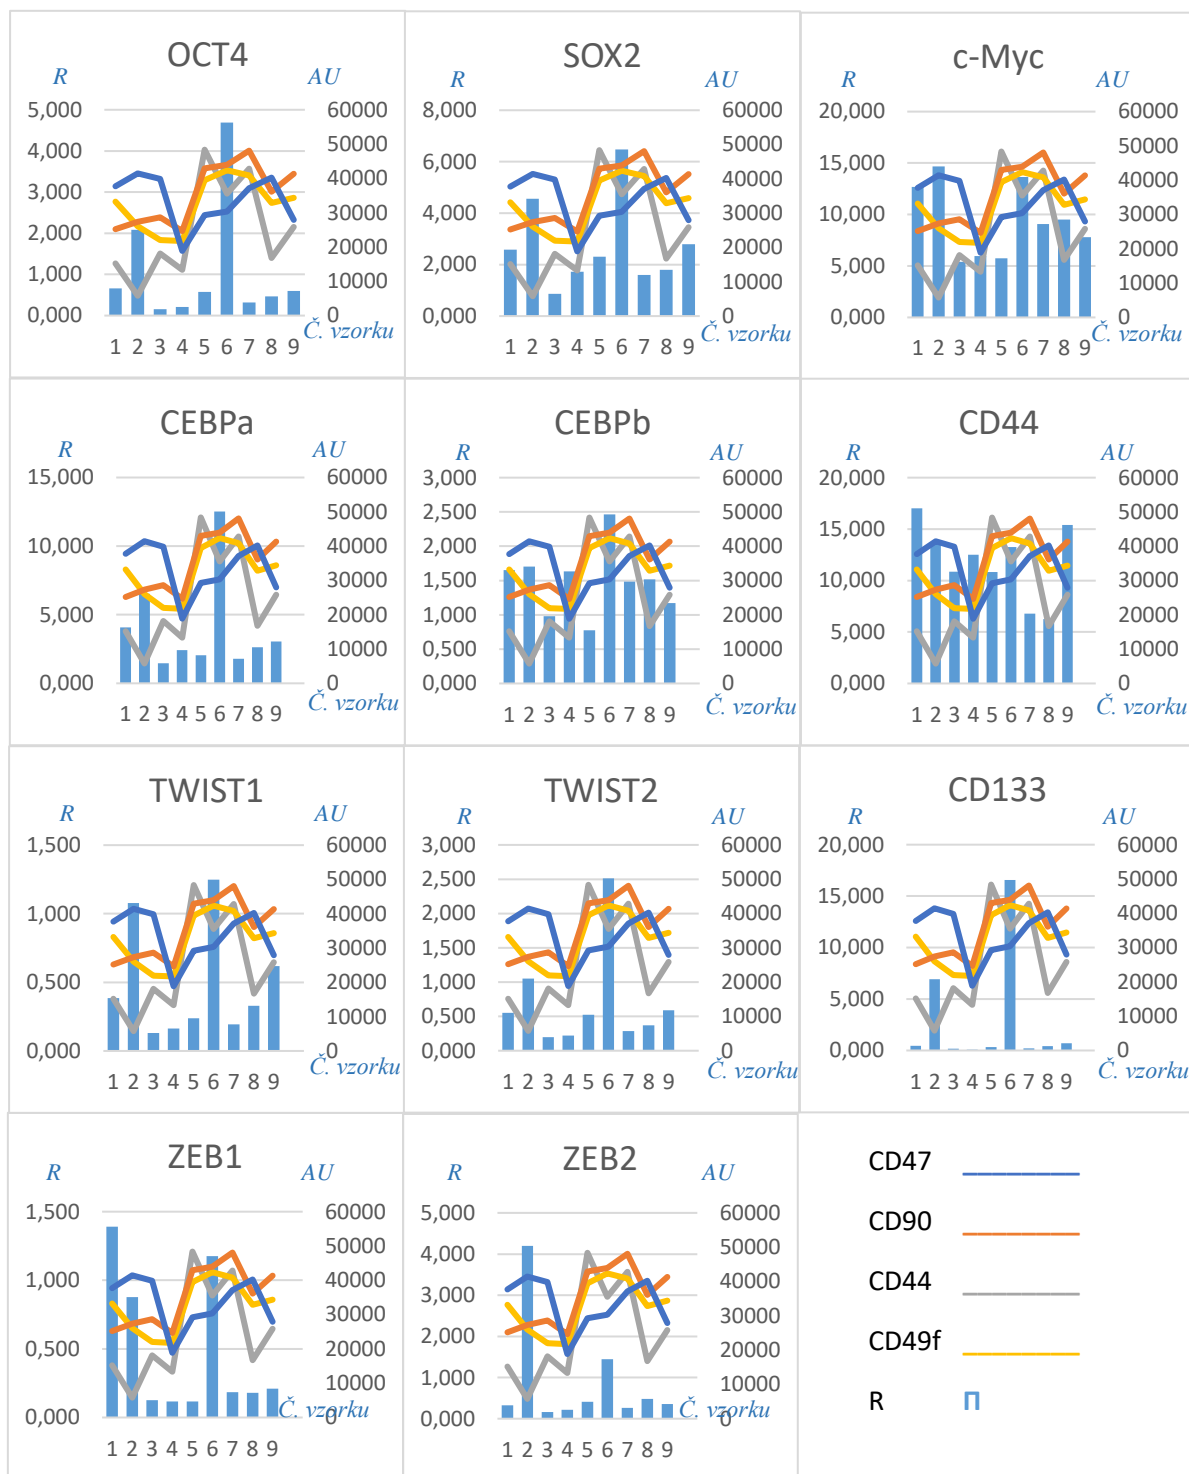 OCT4
R AU
5,000 60000
4,000 50000
3,000 40000
2,000 30000
1,000 20000
0,000 10000
0
Č. vzorku
1 2 3 4 5 6 7 8 9
SOX2
R AU
8,000 60000
6,000 50000
4,000 40000
2,000 30000
0,000 20000
10000
0
Č. vzorku
1 2 3 4 5 6 7 8 9
c-Myc
R AU
20,000 60000
15,000 50000
10,000 40000
5,000 30000
0,000 20000
10000
0
Č. vzorku
1 2 3 4 5 6 7 8 9
CEBPa
R AU
15,000 60000
10,000 50000
5,000 40000
0,000 30000
20000
10000
0
Č. vzorku
1 2 3 4 5 6 7 8 9
CEBPb
R AU
3,000 60000
2,500 50000
2,000 40000
1,500 30000
1,000 20000
0,500 10000
0,000 0
Č. vzorku
1 2 3 4 5 6 7 8 9
CD44
R AU
20,000 60000
15,000 50000
10,000 40000
5,000 30000
0,000 20000
10000
0
Č. vzorku
1 2 3 4 5 6 7 8 9
TWIST1
R AU
1,500 60000
1,000 50000
0,500 40000
0,000 30000
20000
10000
0
Č. vzorku
1 2 3 4 5 6 7 8 9
TWIST2
R AU
3,000 60000
2,500 50000
2,000 40000
1,500 30000
1,000 20000
0,500 10000
0,000 0
Č. vzorku
1 2 3 4 5 6 7 8 9
CD133
R AU
20,000 60000
15,000 50000
10,000 40000
5,000 30000
0,000 20000
10000
0
Č. vzorku
1 2 3 4 5 6 7 8 9
ZEB1
R AU
1,500 60000
1,000 50000
0,500 40000
0,000 30000
20000
10000
0
Č. vzorku
1 2 3 4 5 6 7 8 9
ZEB2
R AU
5,000 60000
4,000 50000
3,000 40000
2,000 30000
1,000 20000
0,000 10000
0
Č. vzorku
1 2 3 4 5 6 7 8 9
CD47
CD90
CD44
CD49f
R